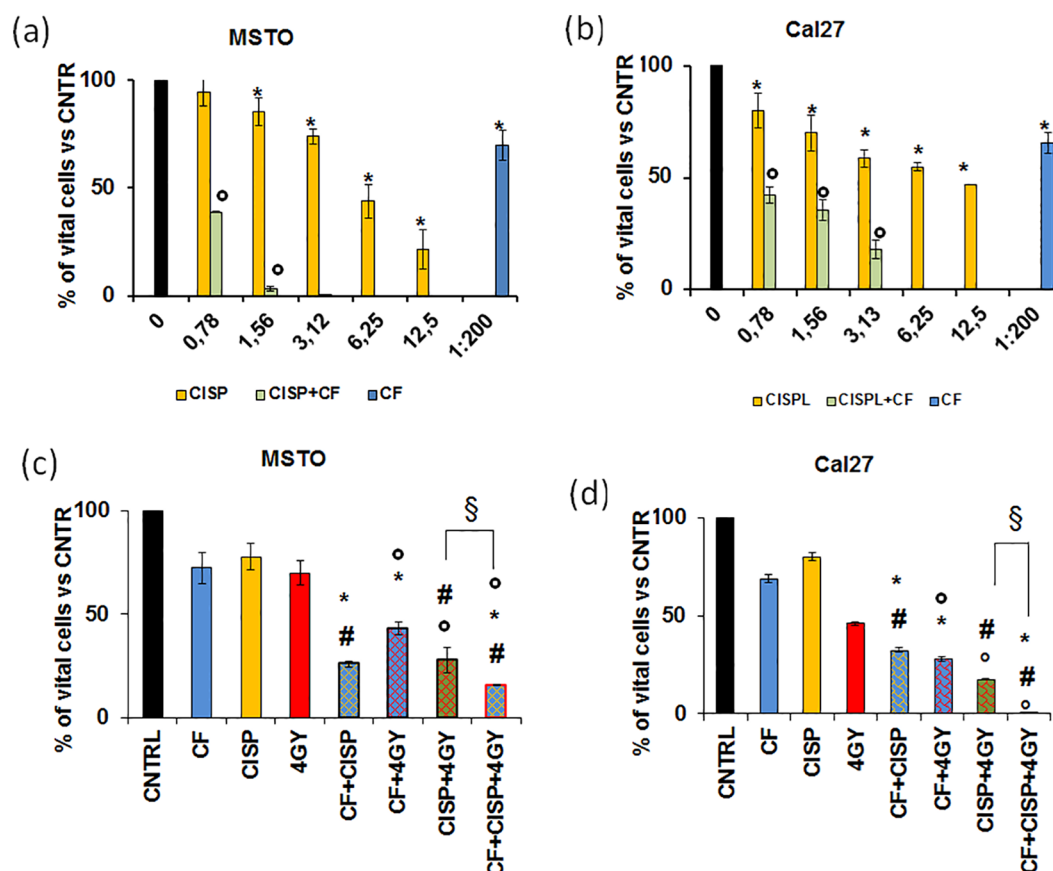 (a)
MSTO
% of vital cells vs CNTR
100
50
0
* * * * *
0 0,78 1,56 3,12 6,25 12,5 1:200
CISP CISP+CF CF
(b)
Cal27
% of vital cells vs CNTR
100
50
0
* * * * * *
0 0,78 1,56 3,13 6,25 12,5 1:200
CISPL CISPL+CF CF
(c)
MSTO
% of vital cells vs CNTR
100
50
0
§
* * *
# # #
CNTRL CF CISP 4GY CF+CISP CF+4GY CISP+4GY CF+CISP+4GY
(d)
Cal27
% of vital cells vs CNTR
100
50
0
§
* * *
# # #
CNTRL CF CISP 4GY CF+CISP CF+4GY CISP+4GY CF+CISP+4GY